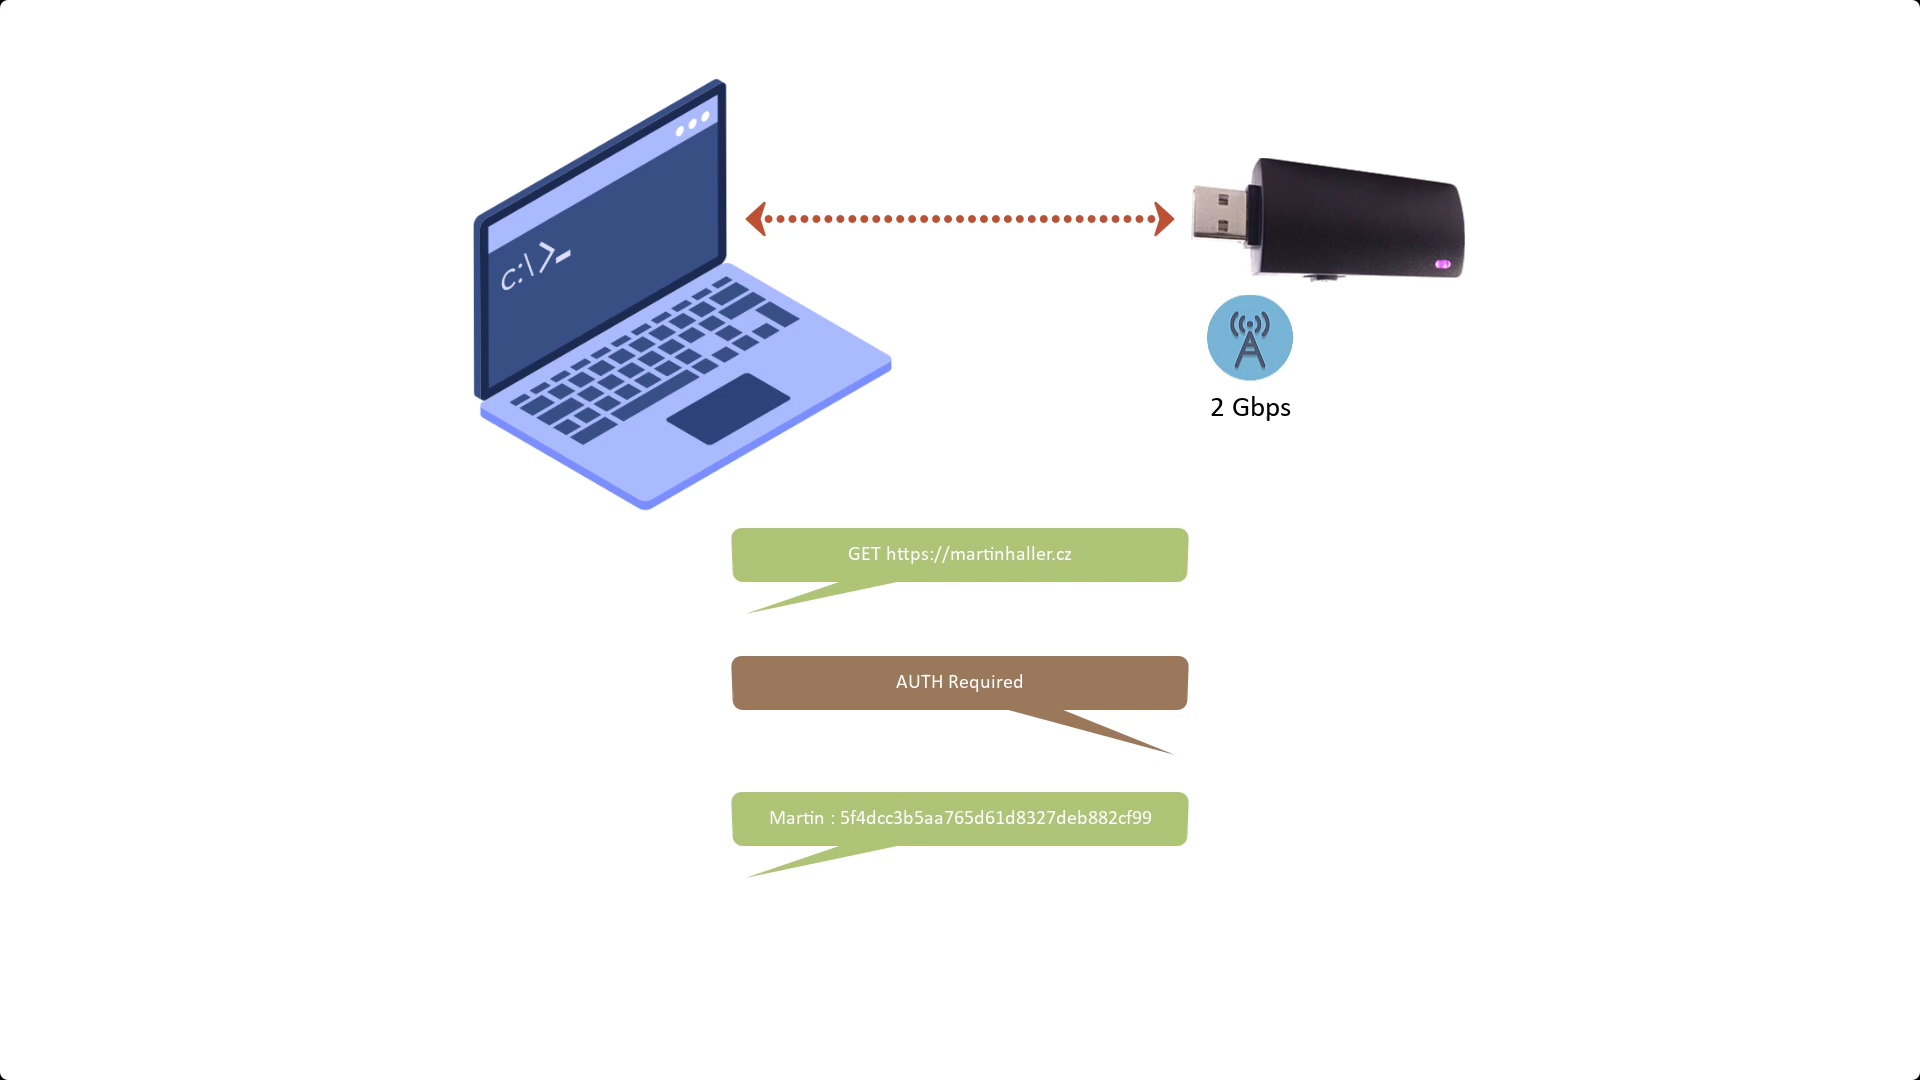 c:\>_
2 Gbps
GET https://martinhaller.cz
AUTH Required
Martin : 5f4dcc3b5aa765d61d8327deb882cf99